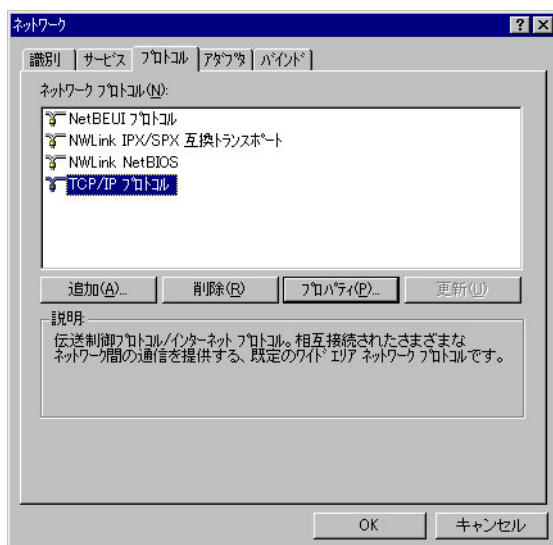 ネットワーク
識別 サービス プロトコル アダプタ バインド
ネットワーク プロトコル(N):
NetBEUI プロトコル
NWLink IPX/SPX 互換トランスポート
NWLink NetBIOS
TCP/IP プロトコル
追加(A)... 削除(R) プロパティ(P)... 更新(U)
説明:
伝送制御プロトコル/インターネット プロトコル。相互接続されたさまざまな
ネットワーク間の通信を提供する、既定のワイド エリア ネットワーク プロトコルです。
OK キャンセル